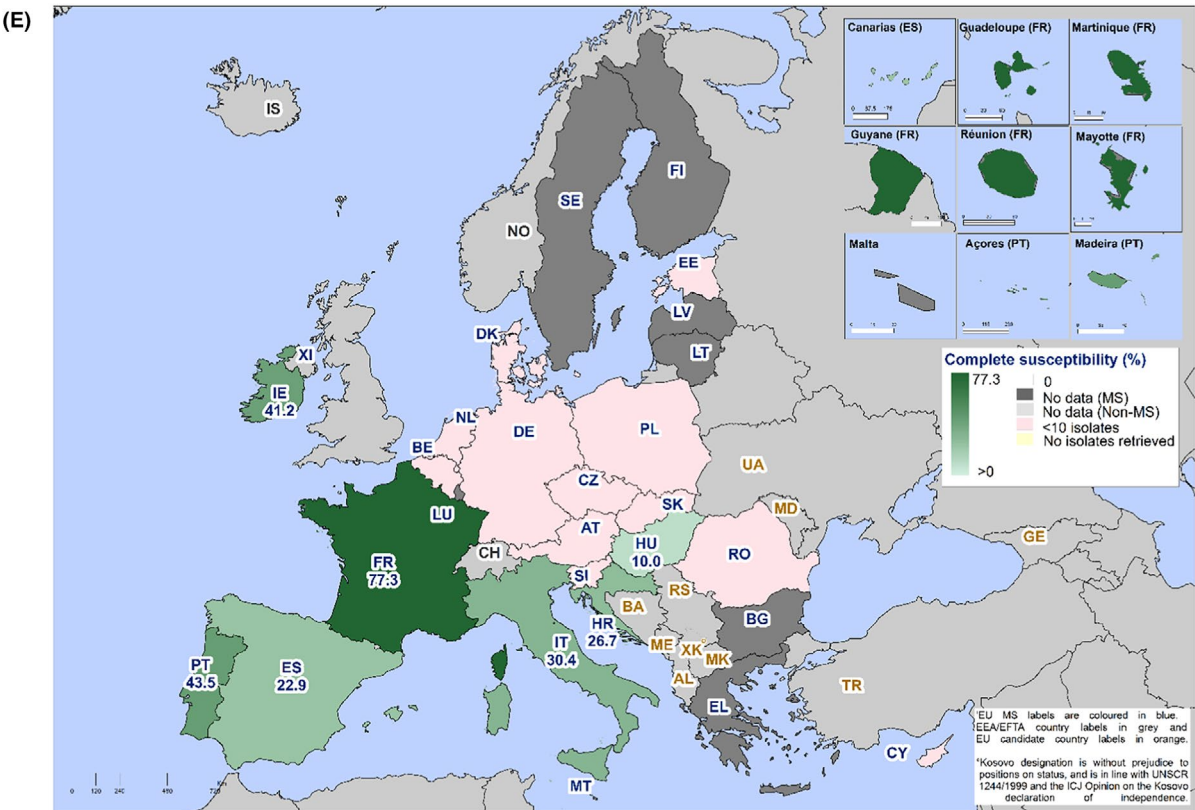 (E)
IS
NO
SE
FI
EE
LV
LT
DK
XI
IE
41.2
NL
BE
DE
PL
LU
CZ
SK
AT
CH
HU
10.0
RO
UA
MD
GE
FR
77.3
SI
HR
26.7
BA
RS
ME
XK°
MK
AL
BG
EL
TR
CY
IT
30.4
PT
43.5
ES
22.9
MT
Canarias (ES)
Guadeloupe (FR)
Martinique (FR)
Guyane (FR)
Réunion (FR)
Mayotte (FR)
Malta
Açores (PT)
Madeira (PT)
Complete susceptibility (%)
77.3
>0
0
No data (MS)
No data (Non-MS)
<10 isolates
No isolates retrieved
0 120 240 480 720
EU MS labels are coloured in blue.
EEA/EFTA country labels in grey and
EU candidate country labels in orange.
*Kosovo designation is without prejudice to
positions on status, and is in line with UNSCR
1244/1999 and the ICJ Opinion on the Kosovo
declaration of independence.